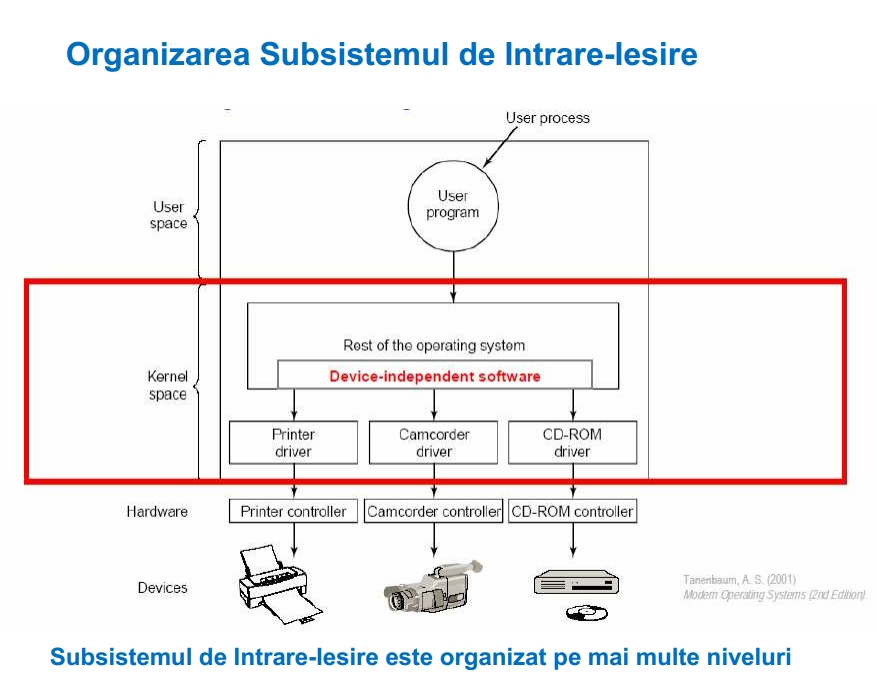 Organizarea Subsistemul de Intrare-Iesire
User process
User
program
User
space
Rest of the operating system
Device-independent software
Kernel
space
Printer
driver
Camcorder
driver
CD-ROM
driver
Hardware
Printer controller
Camcorder controller
CD-ROM controller
Devices
Tanenbaum, A. S. (2001)
Modern Operating Systems (2nd Edition)
Subsistemul de Intrare-Iesire este organizat pe mai multe niveluri